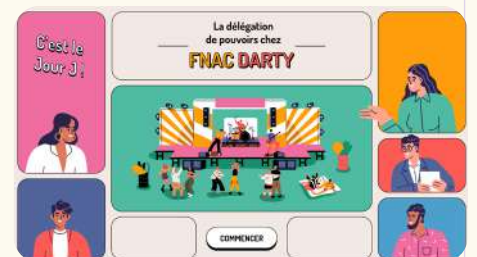 C'est le
Jour J !
La délégation
de pouvoirs chez
FNAC DARTY
COMMENCER